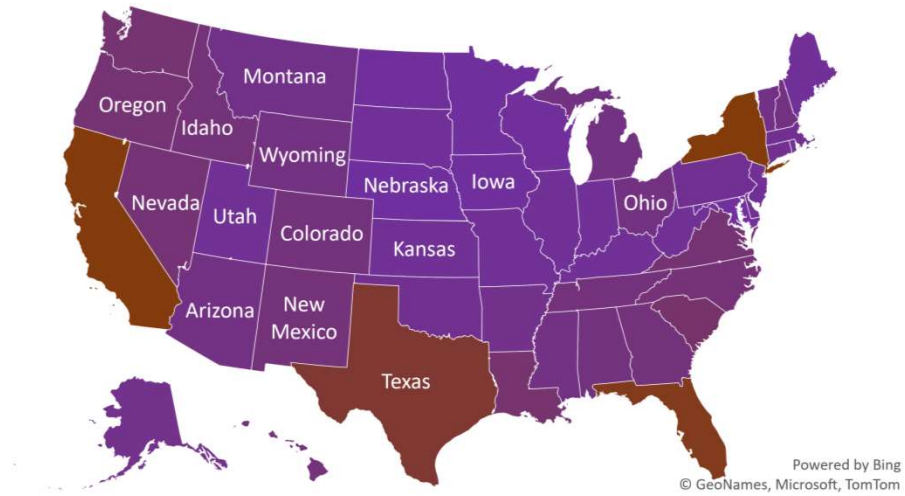 Montana
Oregon
Idaho
Wyoming
Nebraska
Iowa
Nevada
Utah
Ohio
Colorado
Kansas
Arizona
New
Mexico
Texas
Powered by Bing
© GeoNames, Microsoft, TomTom